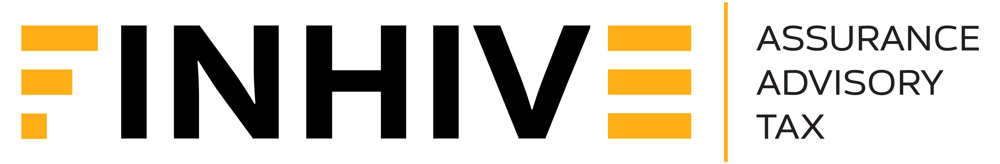 FINHIVE
ASSURANCE
ADVISORY
TAX